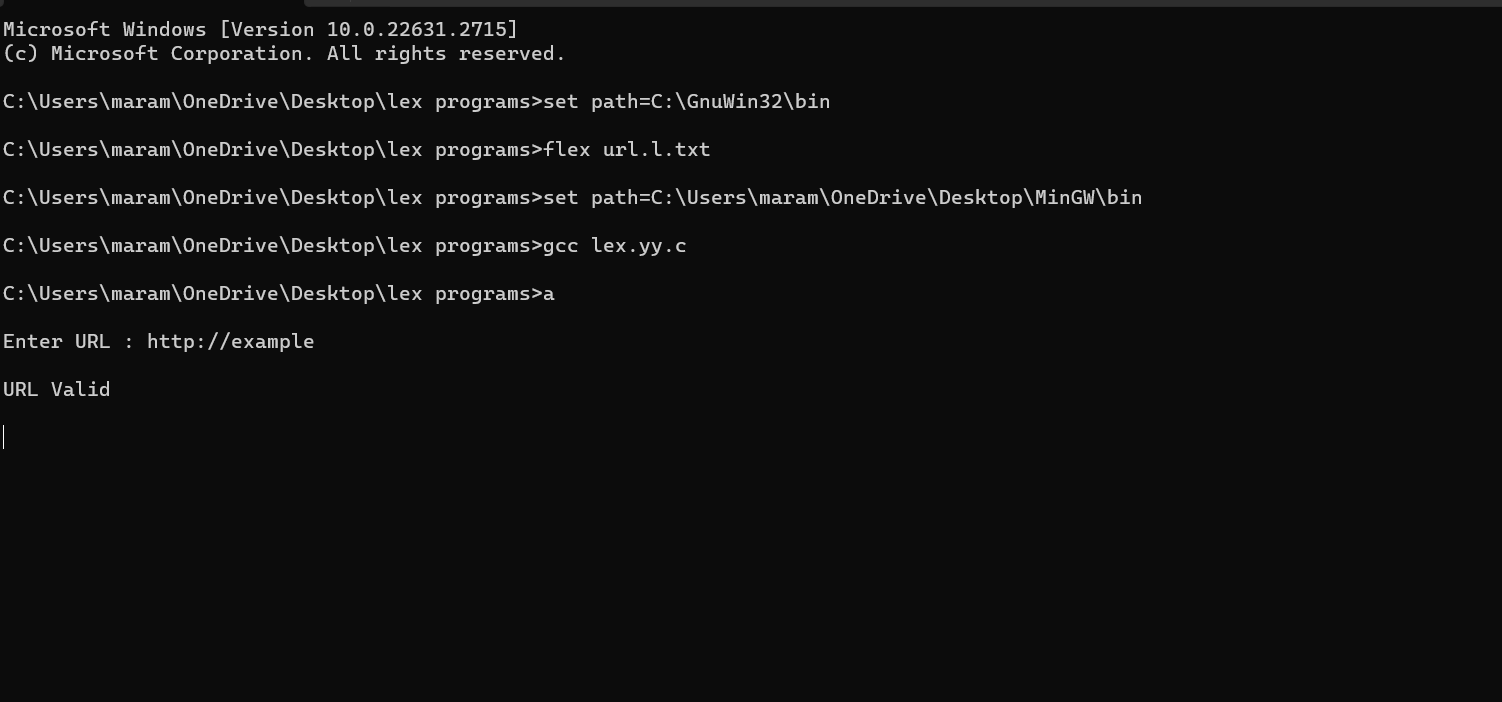 Microsoft Windows [Version 10.0.22631.2715]
(c) Microsoft Corporation. All rights reserved.
C:\Users\maram\OneDrive\Desktop\lex programs>set path=C:\GnuWin32\bin
C:\Users\maram\OneDrive\Desktop\lex programs>flex url.l.txt
C:\Users\maram\OneDrive\Desktop\lex programs>set path=C:\Users\maram\OneDrive\Desktop\MinGW\bin
C:\Users\maram\OneDrive\Desktop\lex programs>gcc lex.yy.c
C:\Users\maram\OneDrive\Desktop\lex programs>a
Enter URL : http://example
URL Valid